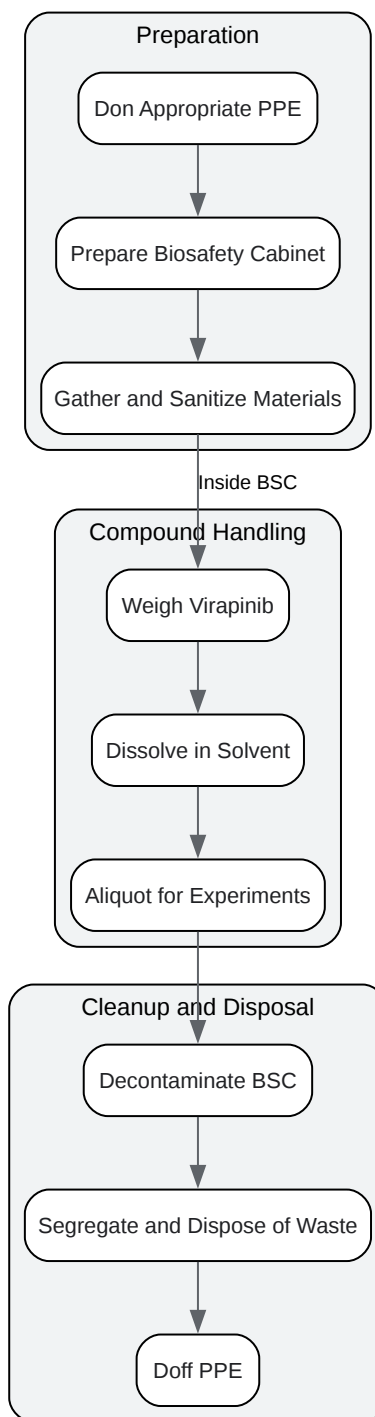 Preparation
Don Appropriate PPE
Prepare Biosafety Cabinet
Gather and Sanitize Materials
Inside BSC
Compound Handling
Weigh Virapinib
Dissolve in Solvent
Aliquot for Experiments
Cleanup and Disposal
Decontaminate BSC
Segregate and Dispose of Waste
Doff PPE